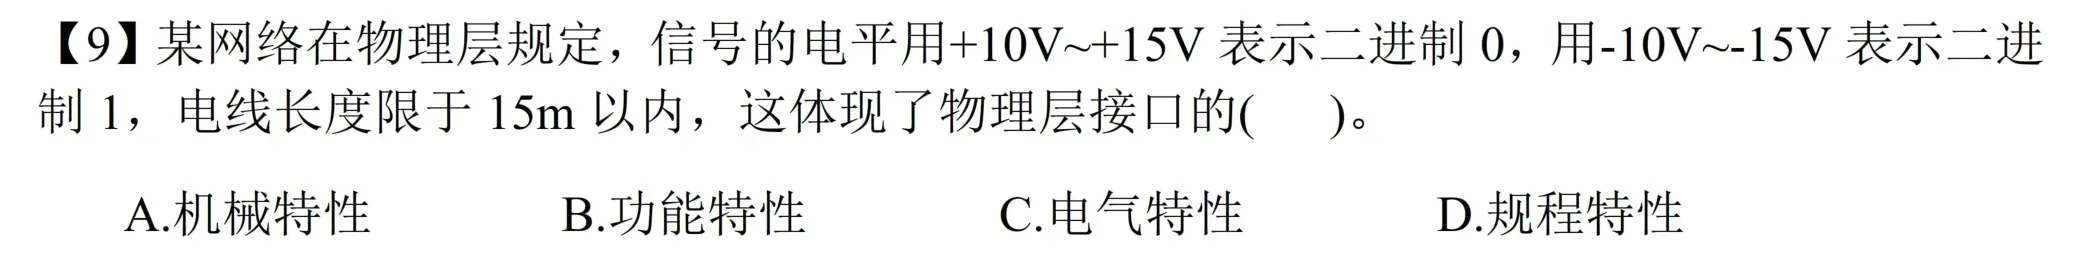 【9】某网络在物理层规定，信号的电平用+10V~+15V 表示二进制 0，用-10V~-15V 表示二进
制 1，电线长度限于 15m 以内，这体现了物理层接口的(    )。
A.机械特性    B.功能特性    C.电气特性    D.规程特性